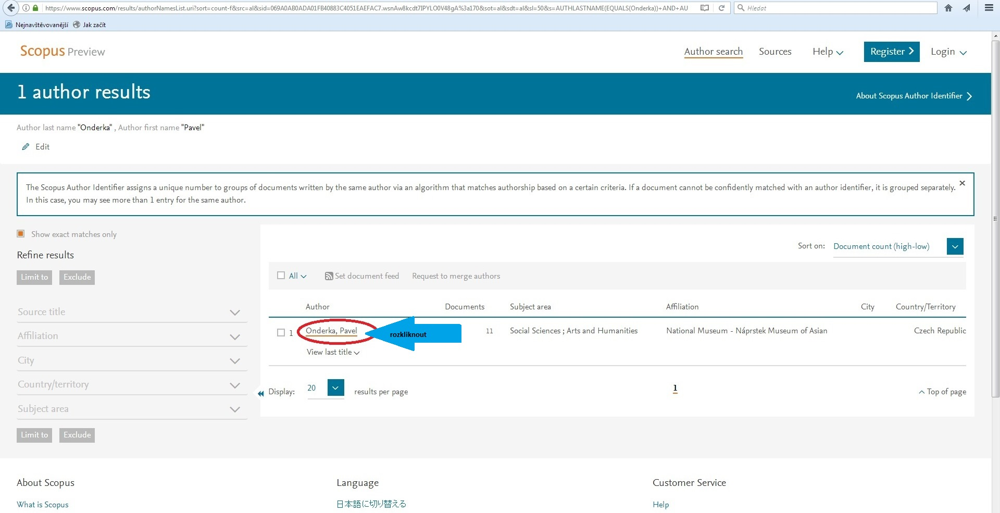 https://www.scopus.com/results/authorNamesList.uri?sort=count-f&src=al&sid=069A0AB0ADA01FB40883C4051EAEFAC7.wsnAw8kcdt7IPYLO0V48gA%3a170&sot=al&sdt=al&sl=50&s=AUTHLASTNAME(EQUALS(Onderka))+AND+AU
Hledat
Nejnavštěvovanější Jak začít
Scopus Preview
Author search Sources Help Register Login
1 author results
About Scopus Author Identifier
Author last name "Onderka" , Author first name "Pavel"
Edit
The Scopus Author Identifier assigns a unique number to groups of documents written by the same author via an algorithm that matches authorship based on a certain criteria. If a document cannot be confidently matched with an author identifier, it is grouped separately.
In this case, you may see more than 1 entry for the same author.
Show exact matches only
Refine results
Limit to Exclude
Source title
Affiliation
City
Country/territory
Subject area
Limit to Exclude
Sort on: Document count (high-low)
All Set document feed Request to merge authors
Author Documents Subject area Affiliation City Country/Territory
1 Onderka, Pavel rozkliknout 11 Social Sciences ; Arts and Humanities National Museum - Náprstek Museum of Asian Czech Republic
View last title
Display: 20 results per page 1 Top of page
About Scopus Language Customer Service
What is Scopus 日本語に切り替える Help